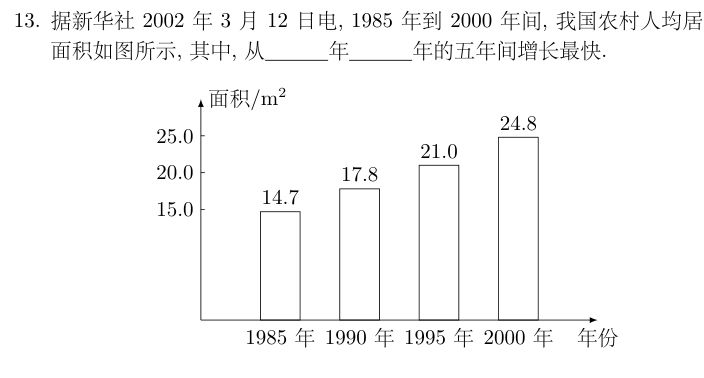 13. 据新华社 2002 年 3 月 12 日电, 1985 年到 2000 年间, 我国农村人均居
面积如图所示, 其中, 从______年______年的五年间增长最快.
面积/m²
25.0
20.0
15.0
14.7
17.8
21.0
24.8
1985 年 1990 年 1995 年 2000 年 年份